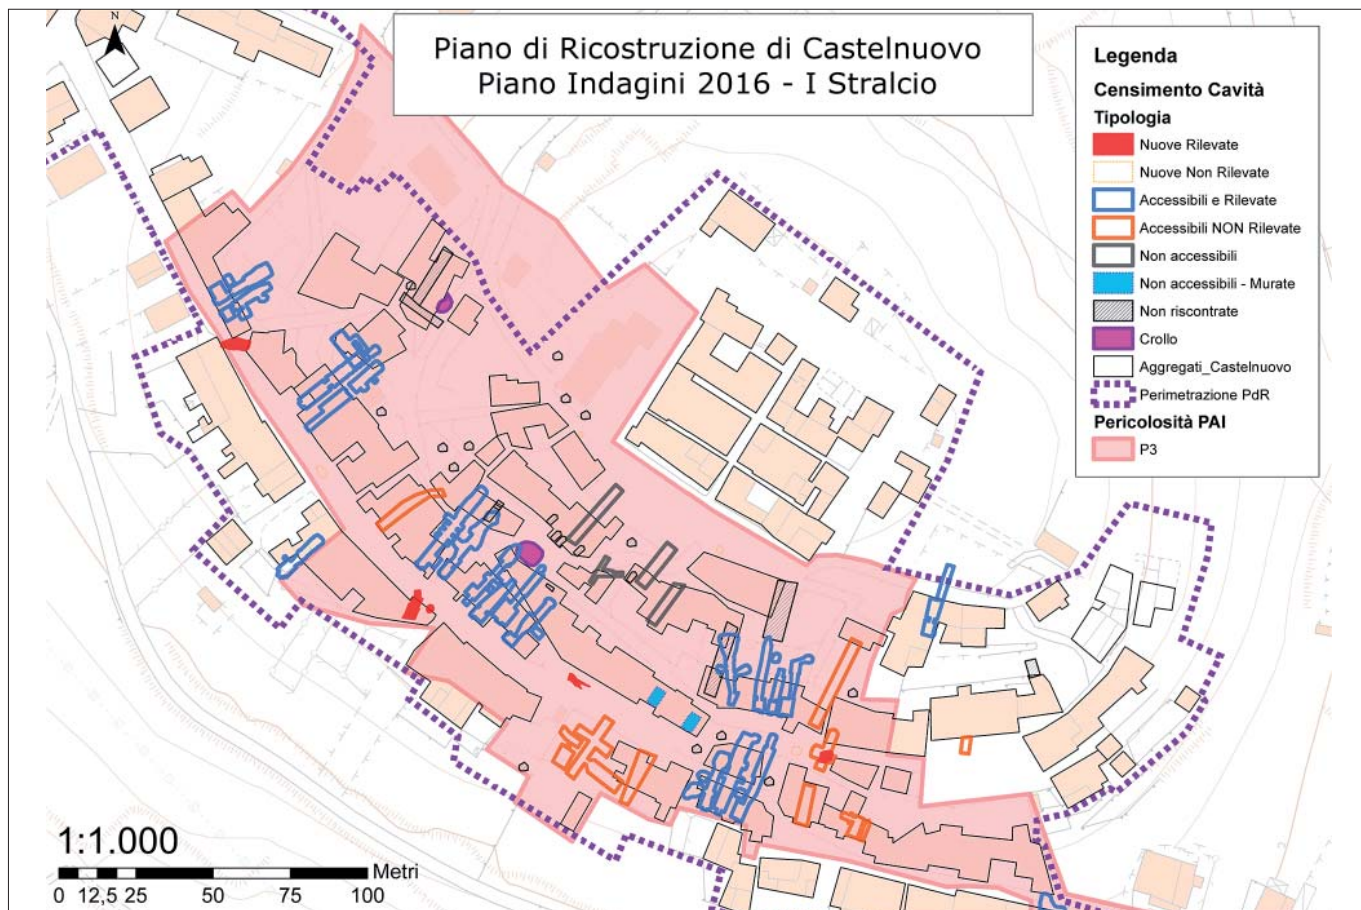 N
Piano di Ricostruzione di Castelnuovo
Piano Indagini 2016 - I Stralcio
Legenda
Censimento Cavità
Tipologia
Nuove Rilevate
Nuove Non Rilevate
Accessibili e Rilevate
Accessibili NON Rilevate
Non accessibili
Non accessibili - Murate
Non riscontrate
Crollo
Aggregati_Castelnuovo
Perimetrazione PdR
Pericolosità PAI
P3
1:1.000
Metri
0 12,5 25 50 75 100